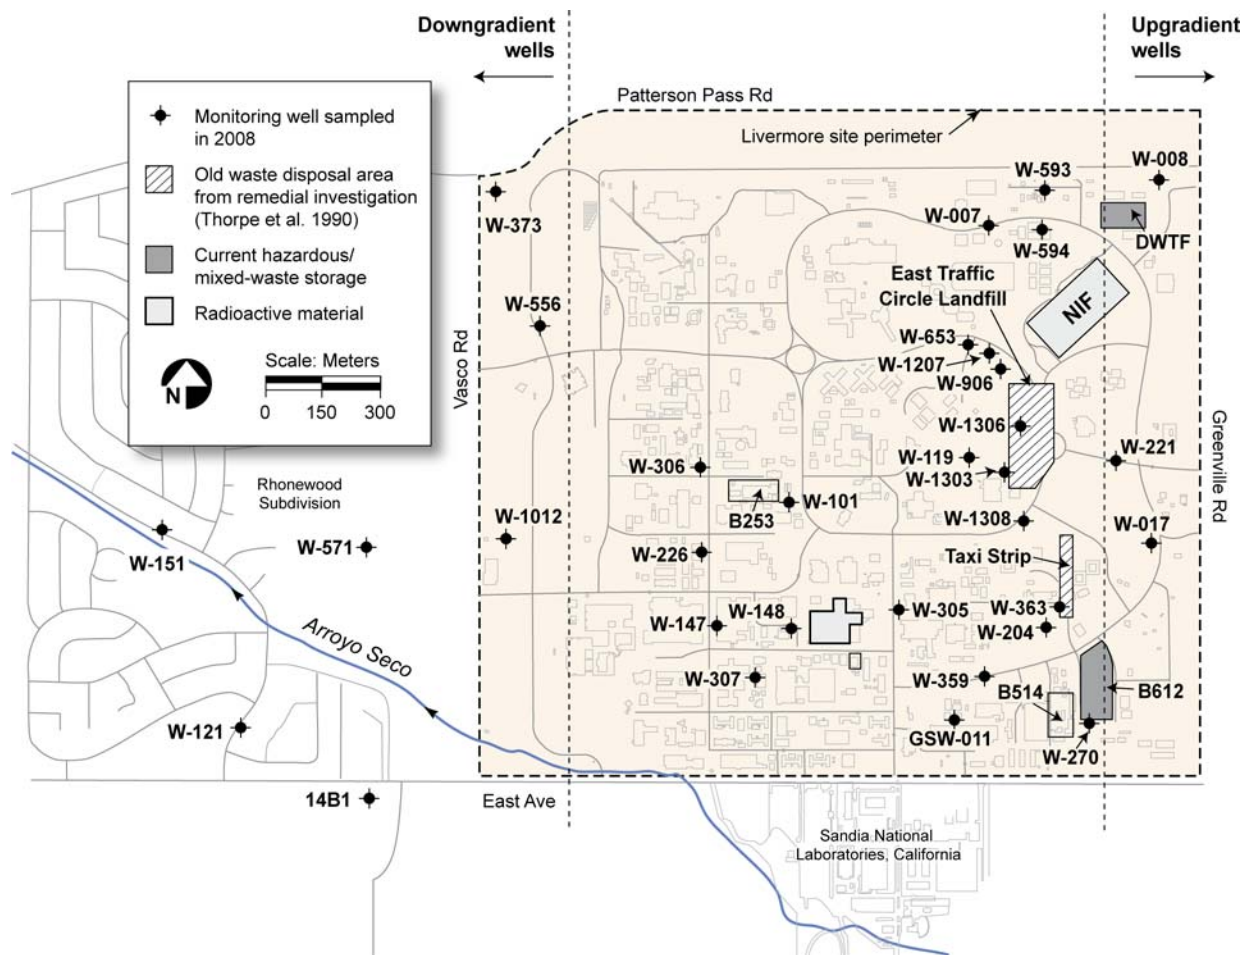 Downgradient
wells
Upgradient
wells
Patterson Pass Rd
Livermore site perimeter
Monitoring well sampled
in 2008
Old waste disposal area
from remedial investigation
(Thorpe et al. 1990)
Current hazardous/
mixed-waste storage
Radioactive material
N
Scale: Meters
0 150 300
W-008
W-593
W-373
W-007
W-594
DWTF
East Traffic
Circle Landfill
NIF
W-556
W-653
W-1207
W-906
Vasco Rd
Greenville Rd
W-1306
W-306
W-119
W-1303
W-221
Rhonewood
Subdivision
W-101
B253
W-1012
W-1308
W-017
W-151
W-571
W-226
Taxi Strip
Arroyo Seco
W-147
W-148
W-305
W-363
W-204
W-307
W-359
B514
B612
W-121
GSW-011
W-270
14B1
East Ave
Sandia National
Laboratories, California